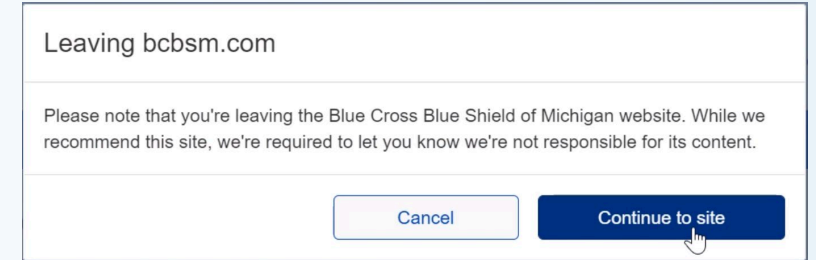 Leaving bcbsm.com
Please note that you're leaving the Blue Cross Blue Shield of Michigan website. While we
recommend this site, we're required to let you know we're not responsible for its content.
Cancel
Continue to site